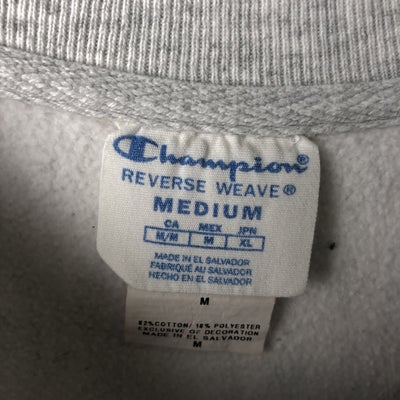 Champion
REVERSE WEAVE®
MEDIUM
CA MEX JPN
M/M M XL
MADE IN EL SALVADOR
FABRIQUÉ AU SALVADOR
HECHO EN EL SALVADOR
M
82%COTTON/ 18% POLYESTER
EXCLUSIVE OF DECORATION
MADE IN EL SALVADOR
M